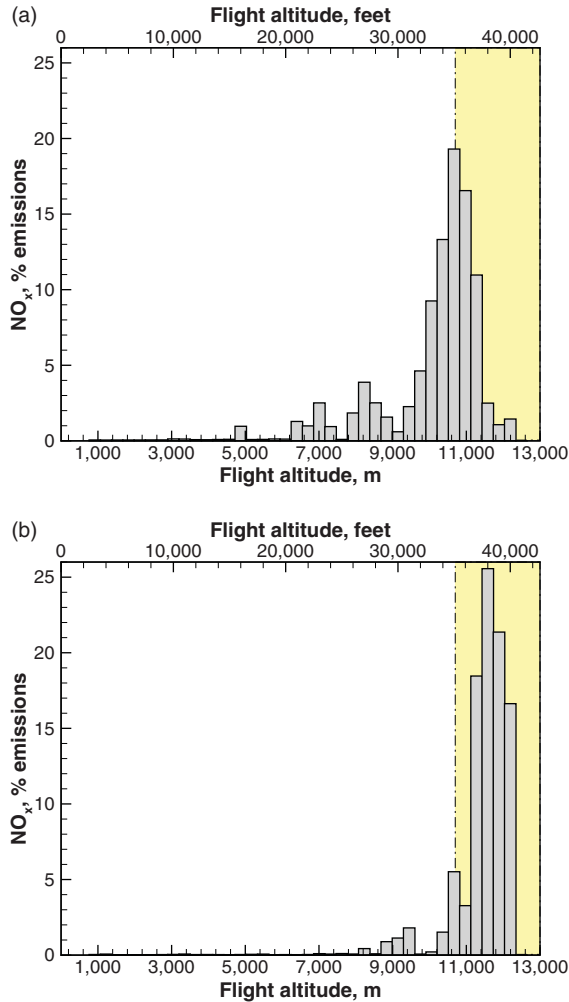 (a)
Flight altitude, feet
0 10,000 20,000 30,000 40,000
25
20
15
10
5
0
NOx, % emissions
1,000 3,000 5,000 7,000 9,000 11,000 13,000
Flight altitude, m
(b)
Flight altitude, feet
0 10,000 20,000 30,000 40,000
25
20
15
10
5
0
NOx, % emissions
1,000 3,000 5,000 7,000 9,000 11,000 13,000
Flight altitude, m